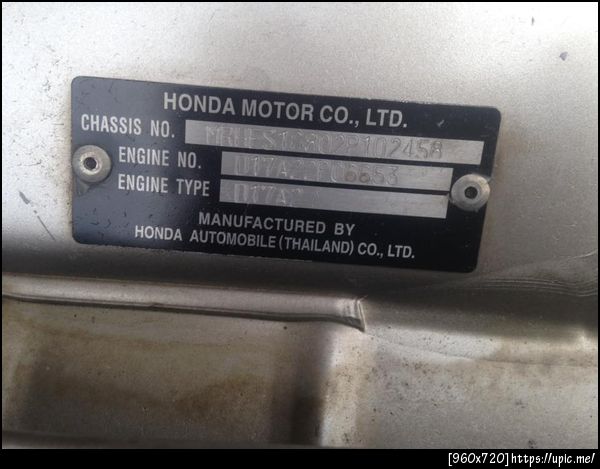 HONDA MOTOR CO., LTD.
CHASSIS NO.
ENGINE NO.
ENGINE TYPE D17A2
MANUFACTURED BY
HONDA AUTOMOBILE (THAILAND) CO., LTD.
[960x720]https://upic.me/